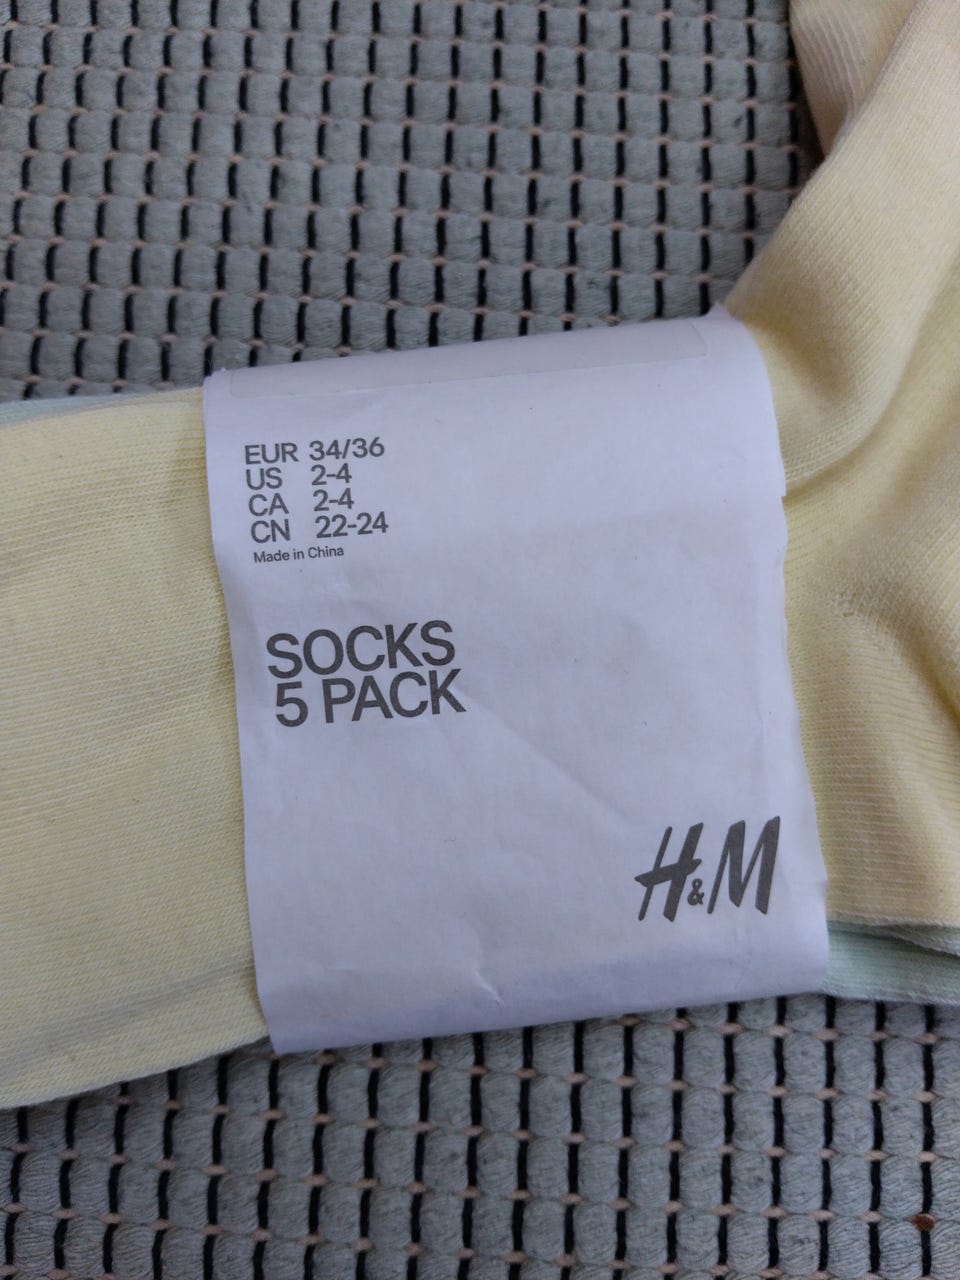 EUR 34/36
US 2-4
CA 2-4
CN 22-24
Made in China
SOCKS
5 PACK
H&M